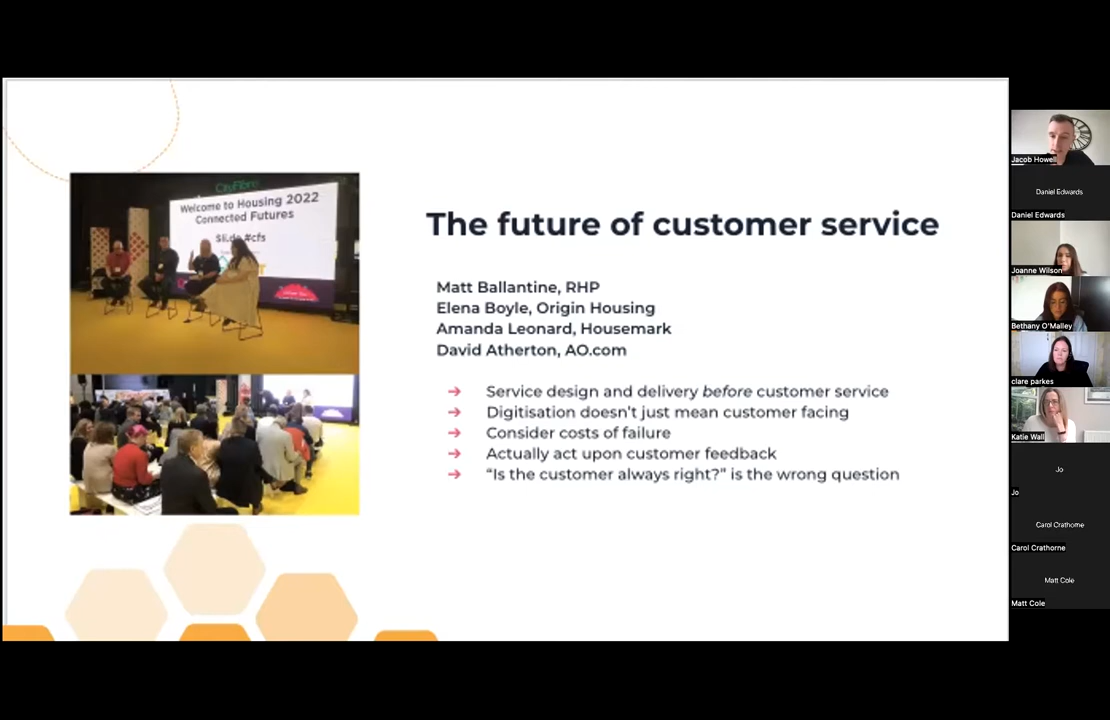 CityFibre
Welcome to Housing 2022
Connected Futures
Sli.do #cfs
The future of customer service
Matt Ballantine, RHP
Elena Boyle, Origin Housing
Amanda Leonard, Housemark
David Atherton, AO.com
➔ Service design and delivery before customer service
➔ Digitisation doesn't just mean customer facing
➔ Consider costs of failure
➔ Actually act upon customer feedback
➔ “Is the customer always right?” is the wrong question
Jacob Howell
Daniel Edwards
Daniel Edwards
Joanne Wilson
Bethany O'Malley
clare parkes
Katie Wall
Jo
Jo
Carol Crathorne
Carol Crathorne
Matt Cole
Matt Cole